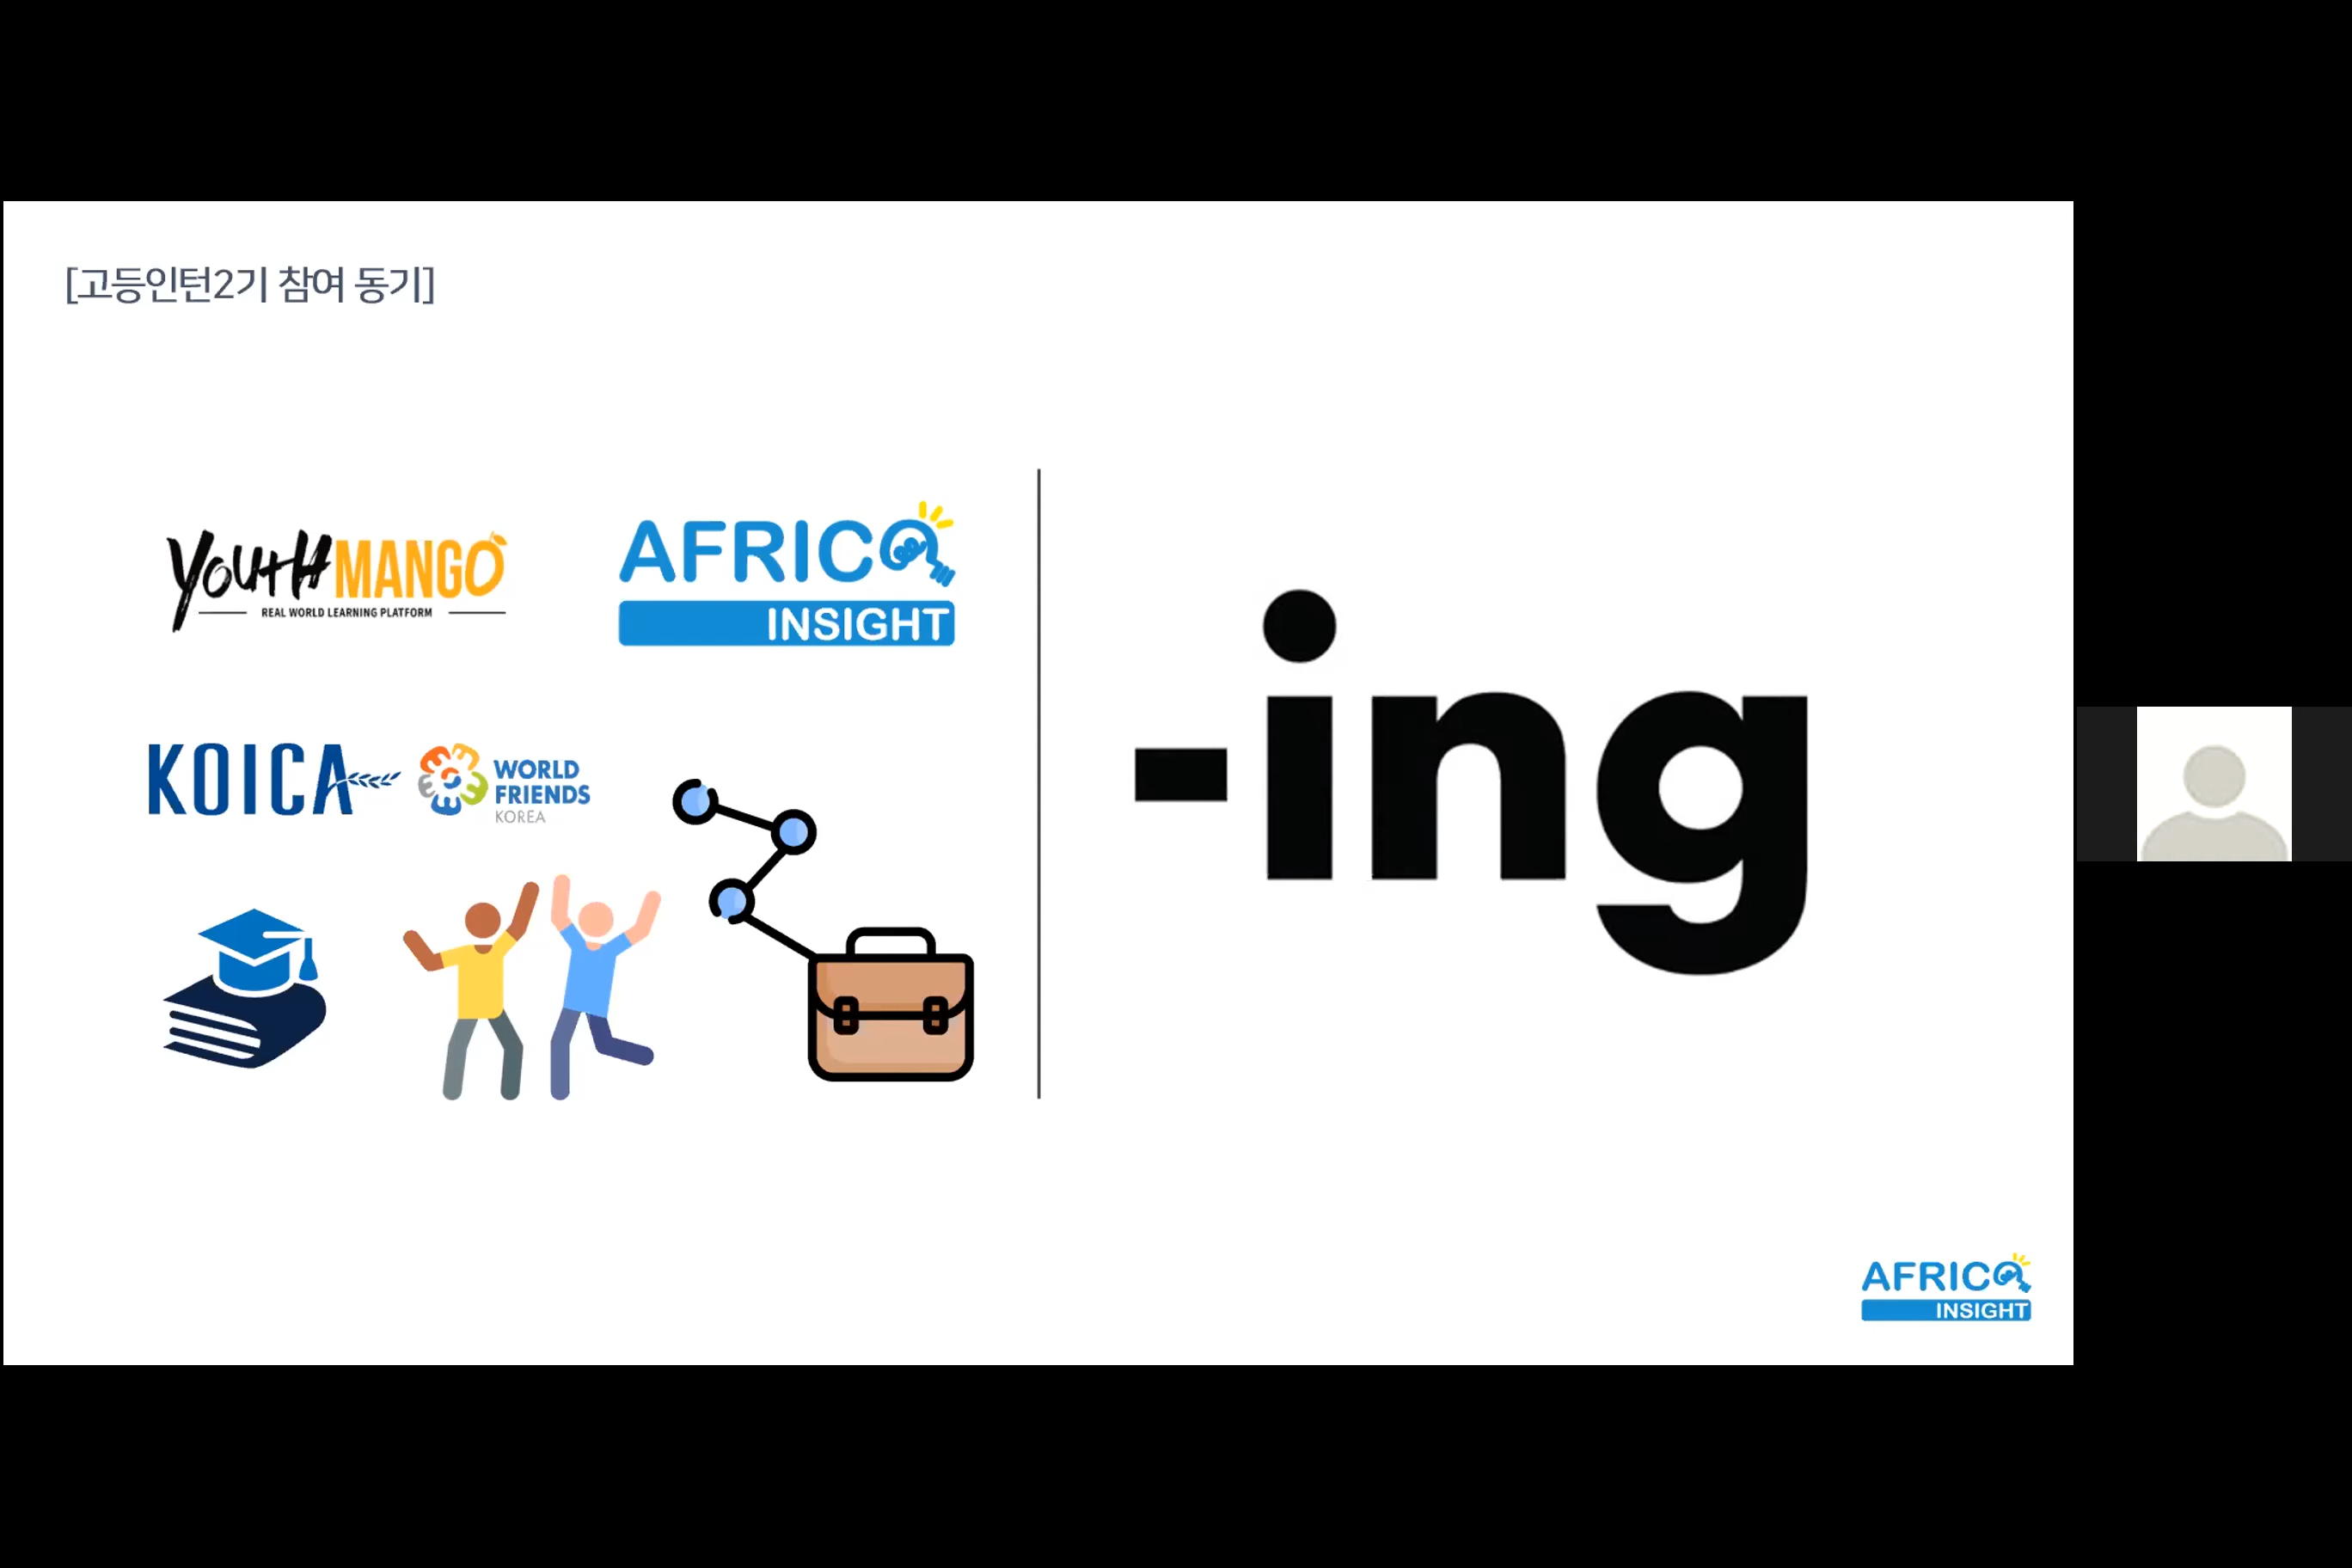 [고등인턴2기 참여 동기]
YOUTH MANGO
REAL WORLD LEARNING PLATFORM
AFRICA
INSIGHT
KOICA
WORLD
FRIENDS
KOREA
-ing
AFRICA
INSIGHT